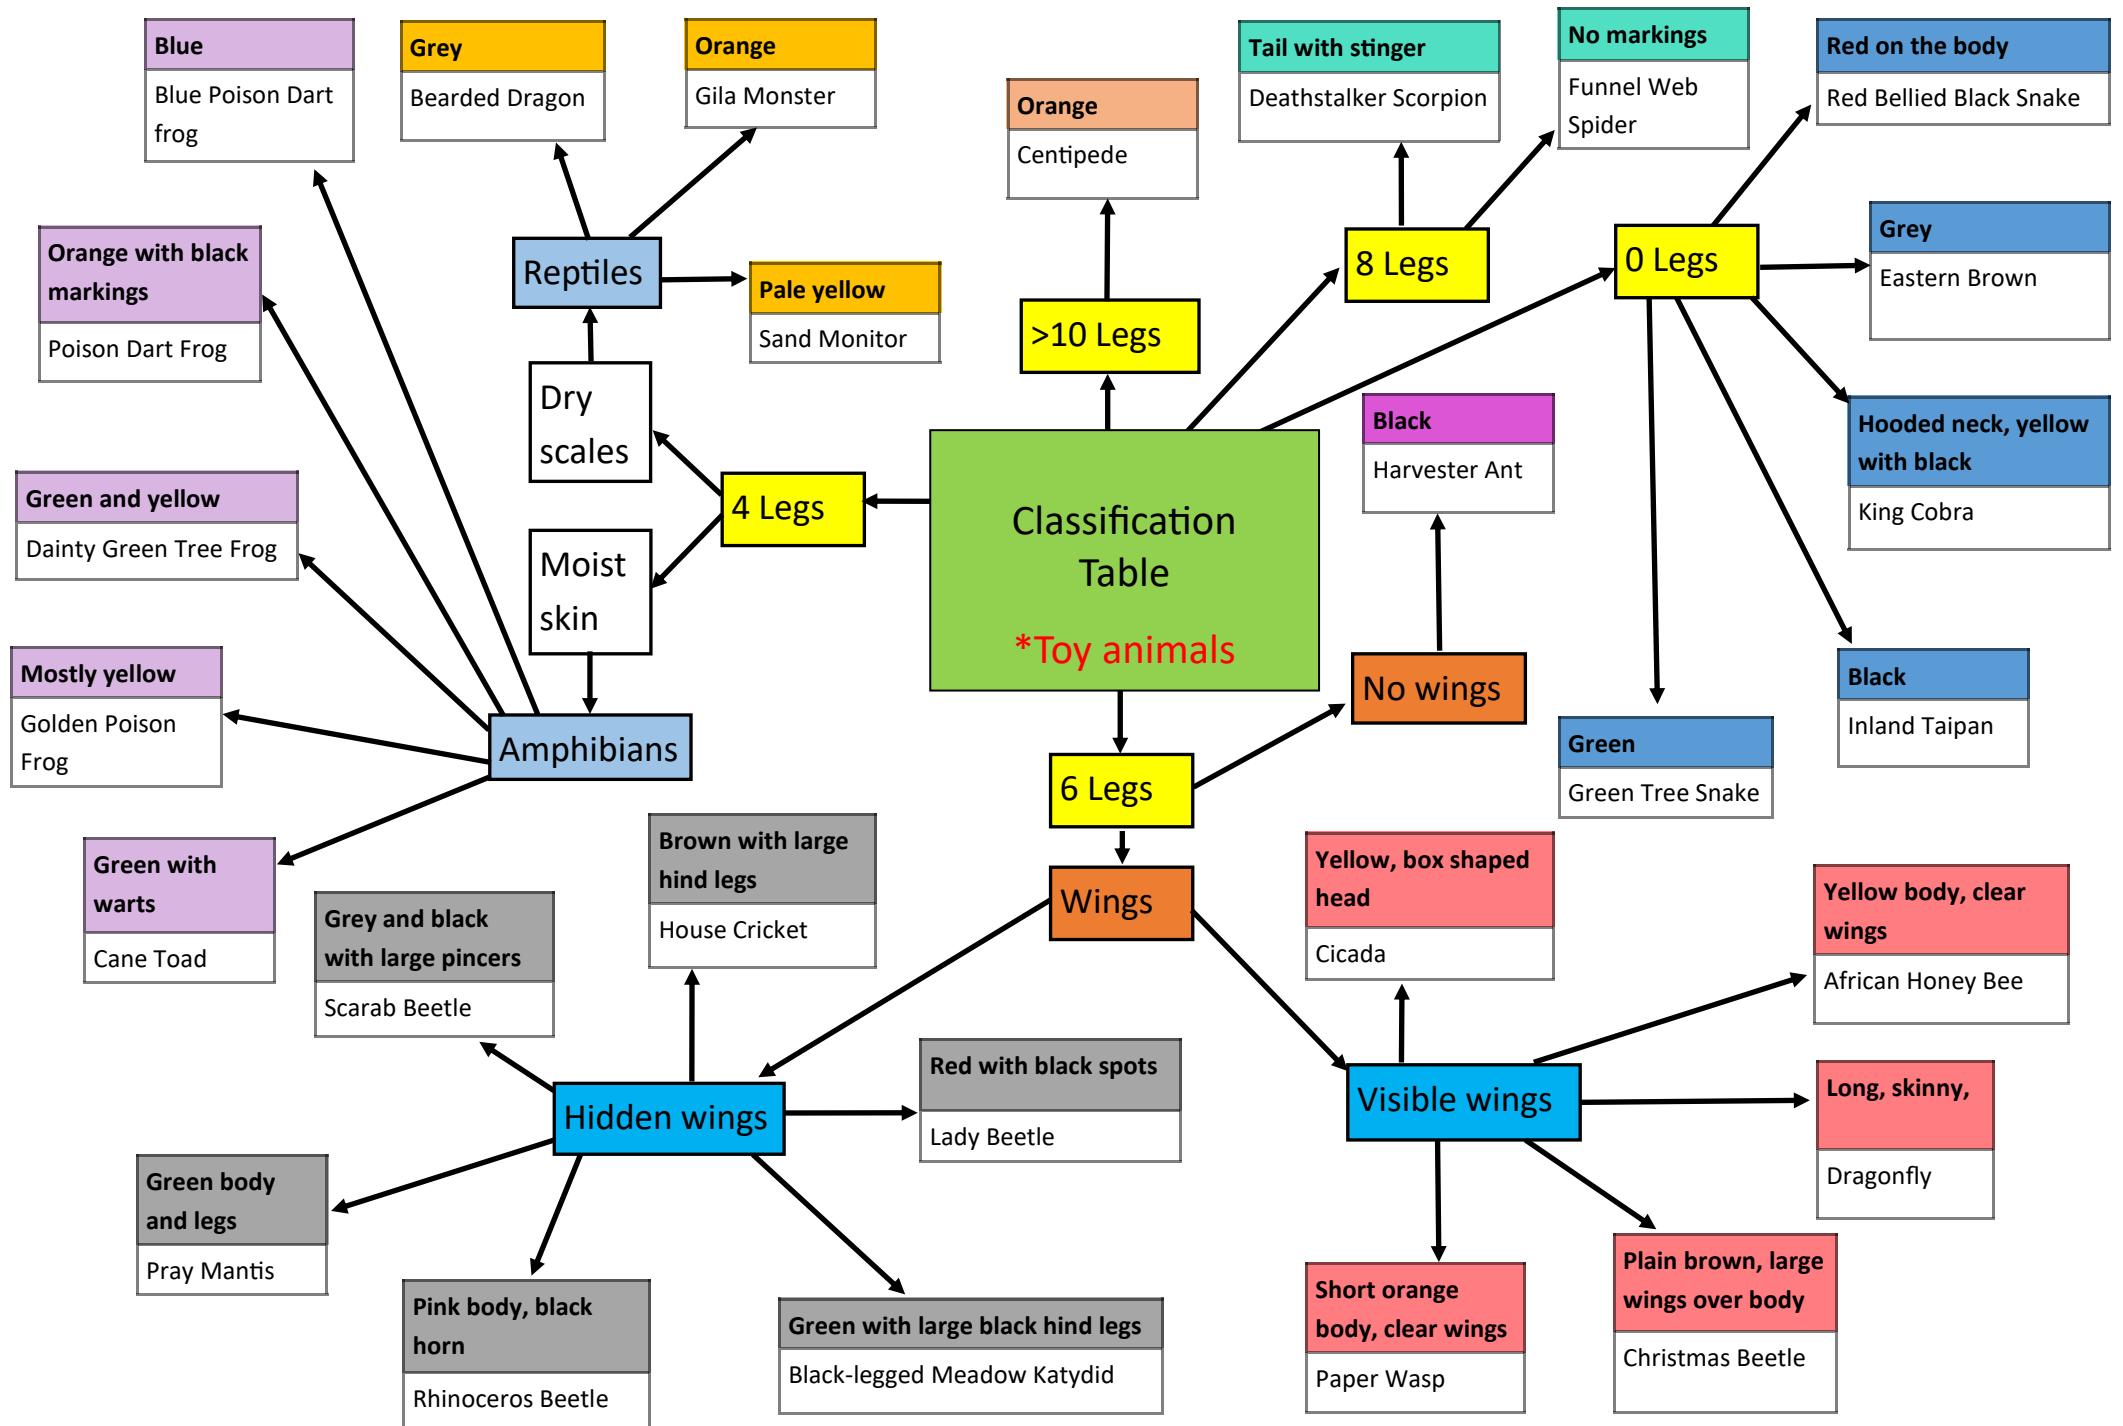 Blue
Blue Poison Dart
frog
Grey
Bearded Dragon
Orange
Gila Monster
Orange
Centipede
Tail with stinger
Deathstalker Scorpion
No markings
Funnel Web
Spider
Red on the body
Red Bellied Black Snake
Orange with black
markings
Poison Dart Frog
Reptiles
Pale yellow
Sand Monitor
>10 Legs
8 Legs
0 Legs
Grey
Eastern Brown
Dry
scales
Black
Harvester Ant
Hooded neck, yellow
with black
King Cobra
Green and yellow
Dainty Green Tree Frog
4 Legs
Classification
Table
*Toy animals
Moist
skin
Mostly yellow
Golden Poison
Frog
Amphibians
No wings
Black
Inland Taipan
Green
Green Tree Snake
6 Legs
Green with
warts
Cane Toad
Brown with large
hind legs
House Cricket
Grey and black
with large pincers
Scarab Beetle
Wings
Yellow, box shaped
head
Cicada
Yellow body, clear
wings
African Honey Bee
Hidden wings
Red with black spots
Lady Beetle
Visible wings
Long, skinny,
Dragonfly
Green body
and legs
Pray Mantis
Pink body, black
horn
Rhinoceros Beetle
Green with large black hind legs
Black-legged Meadow Katydid
Short orange
body, clear wings
Paper Wasp
Plain brown, large
wings over body
Christmas Beetle